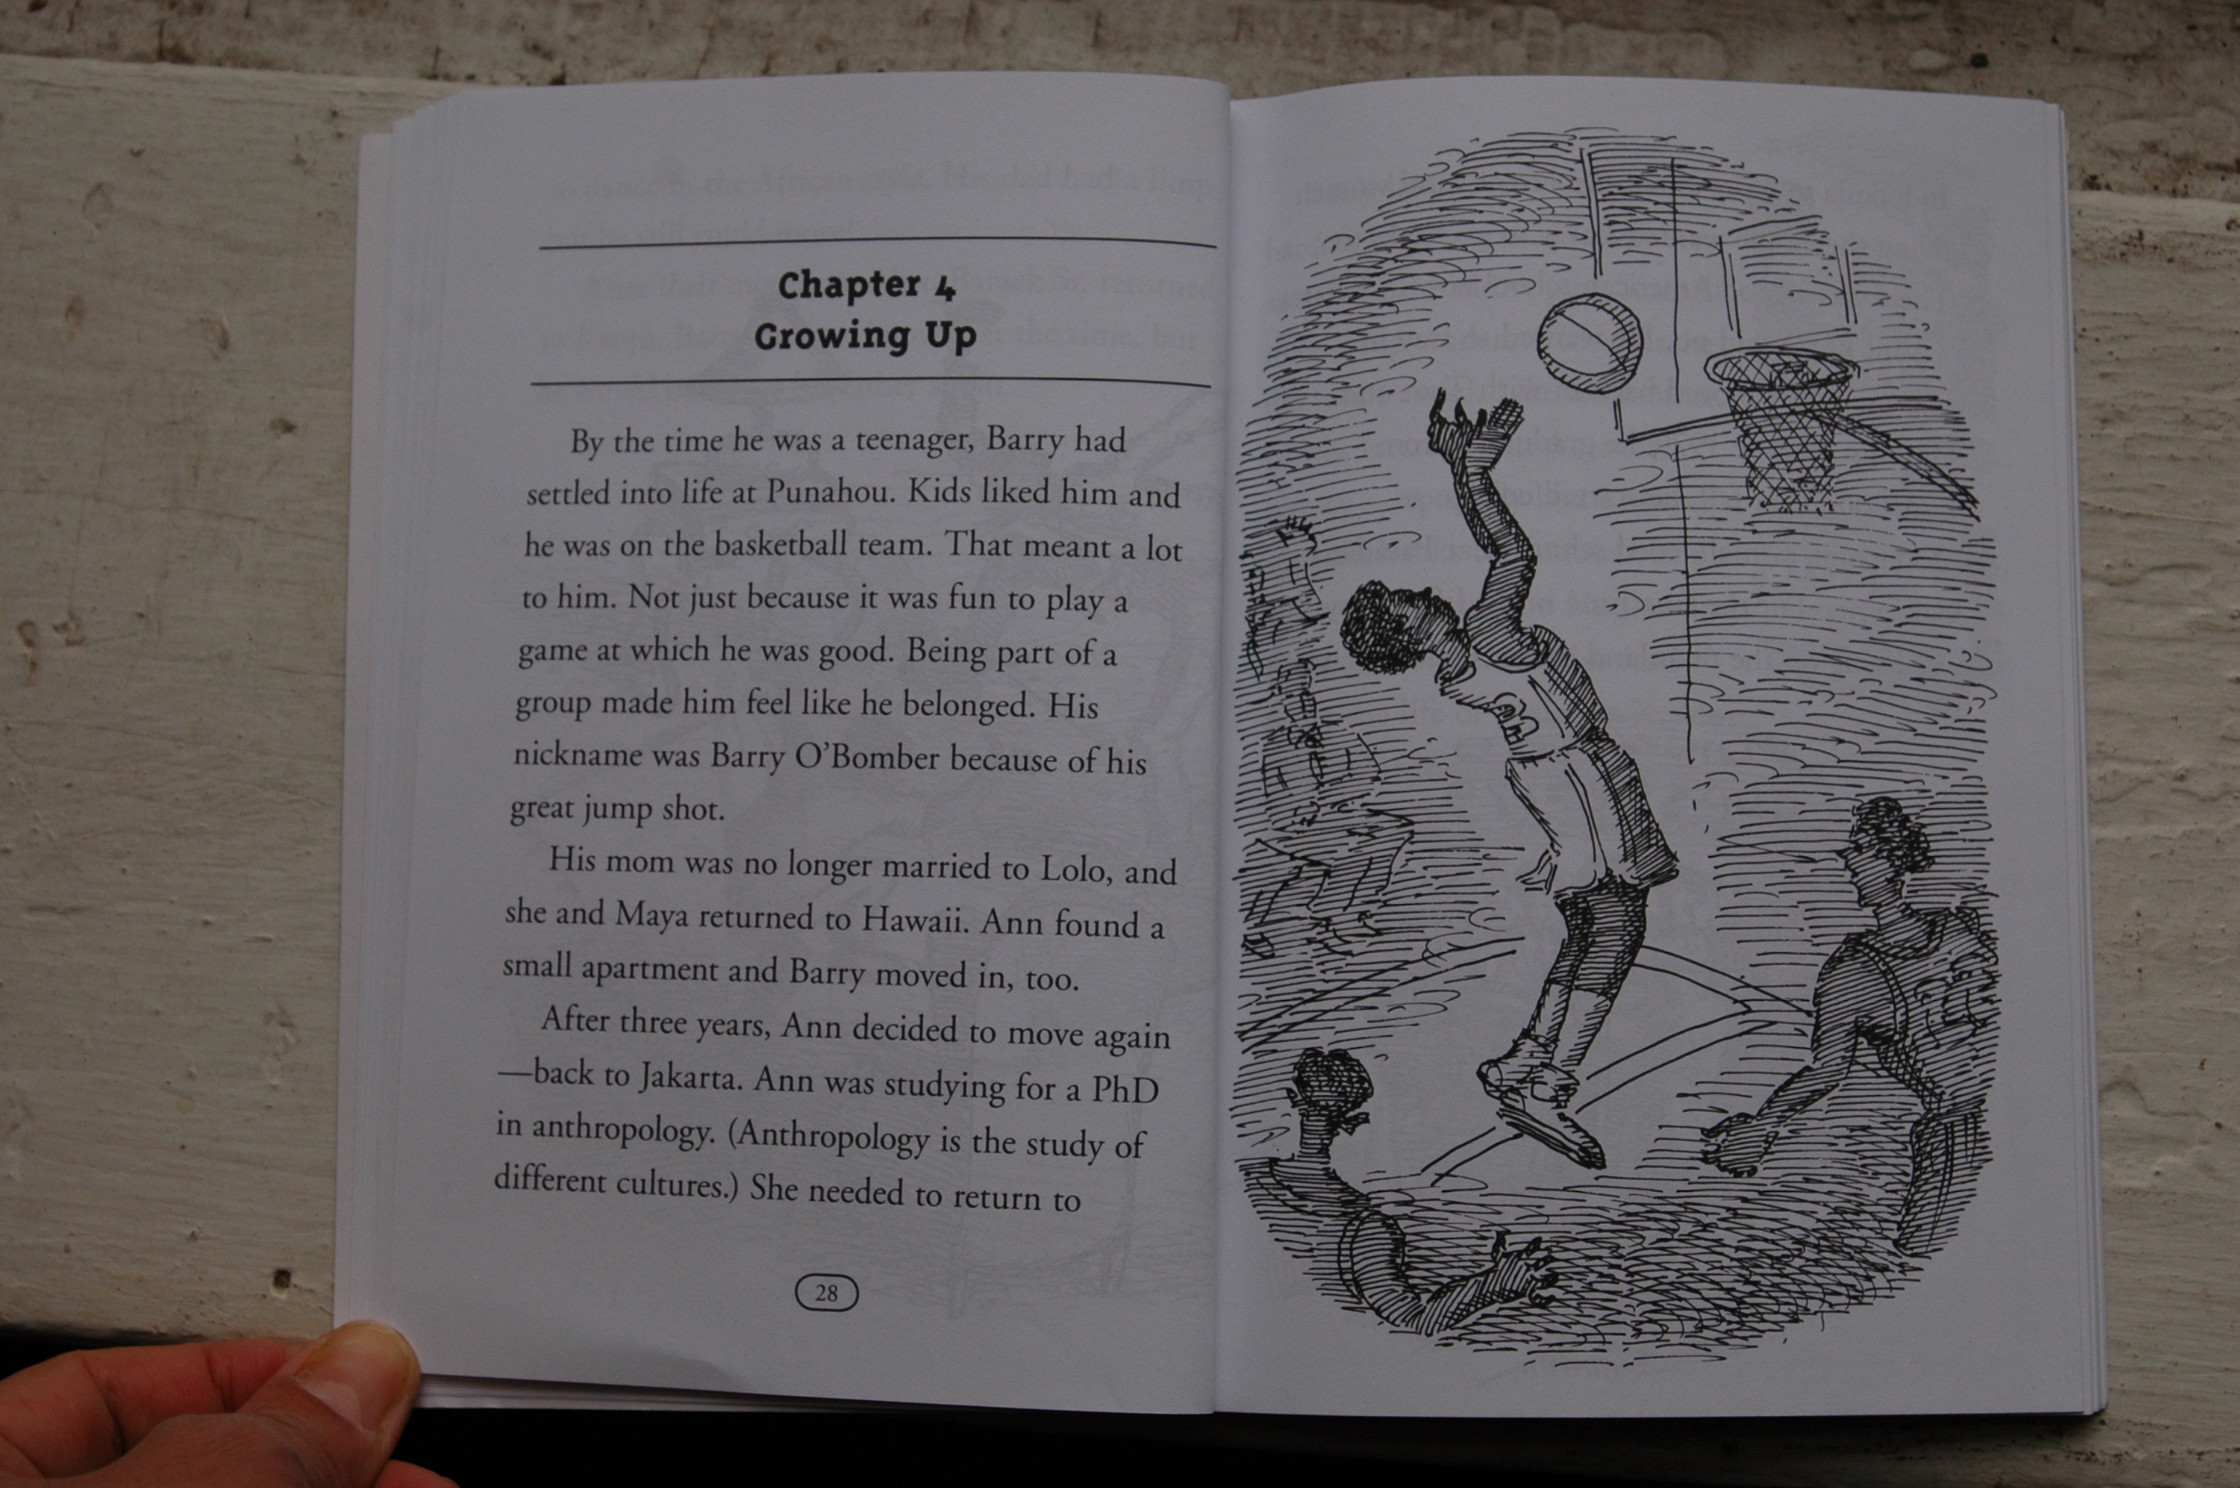 Chapter 4
Growing Up
By the time he was a teenager, Barry had
settled into life at Punahou. Kids liked him and
he was on the basketball team. That meant a lot
to him. Not just because it was fun to play a
game at which he was good. Being part of a
group made him feel like he belonged. His
nickname was Barry O’Bomber because of his
great jump shot.
His mom was no longer married to Lolo, and
she and Maya returned to Hawaii. Ann found a
small apartment and Barry moved in, too.
After three years, Ann decided to move again
—back to Jakarta. Ann was studying for a PhD
in anthropology. (Anthropology is the study of
different cultures.) She needed to return to
28